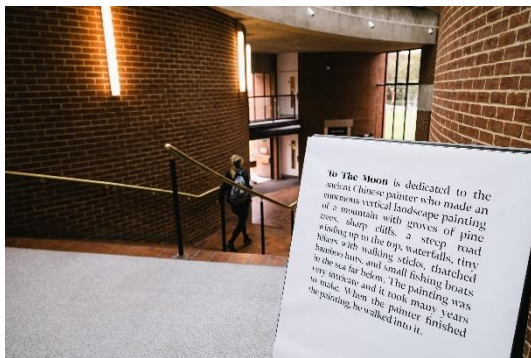 To The Moon is dedicated to the
ancient Chinese painter who made an
enormous vertical landscape painting
of a mountain with groves of pine
trees, sharp cliffs, a steep road
winding up to the top, waterfalls, tiny
hikers with walking sticks, thatched
bamboo huts, and small fishing boats
in the sea far below. The painting was
very intricate and it took many years
to make. When the painter finished
the painting, he walked into it.